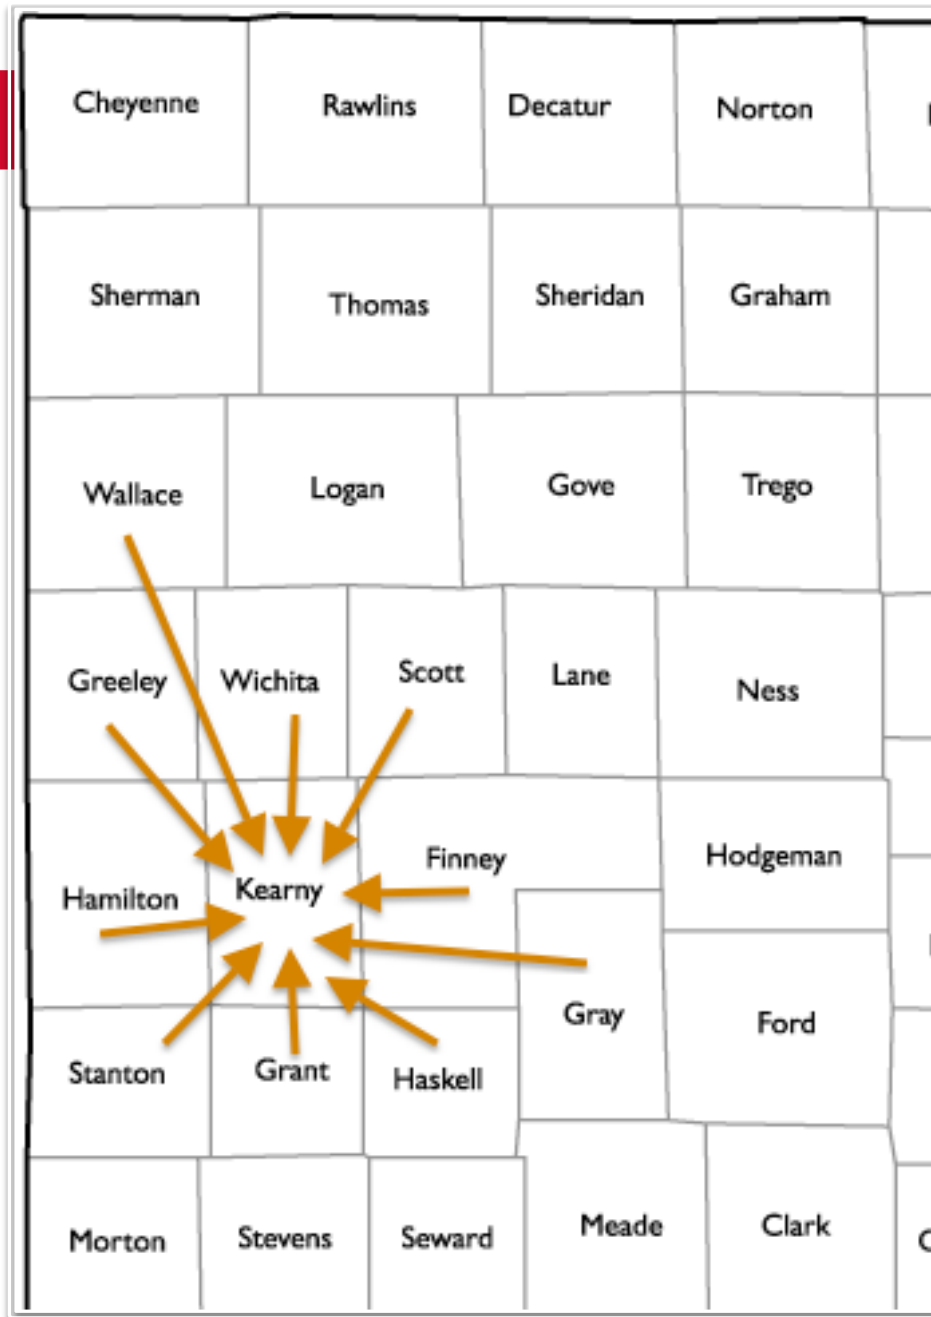 Cheyenne
Rawlins
Decatur
Norton
Sherman
Thomas
Sheridan
Graham
Wallace
Logan
Gove
Trego
Greeley
Wichita
Scott
Lane
Ness
Hamilton
Kearny
Finney
Hodgeman
Gray
Ford
Stanton
Grant
Haskell
Morton
Stevens
Seward
Meade
Clark